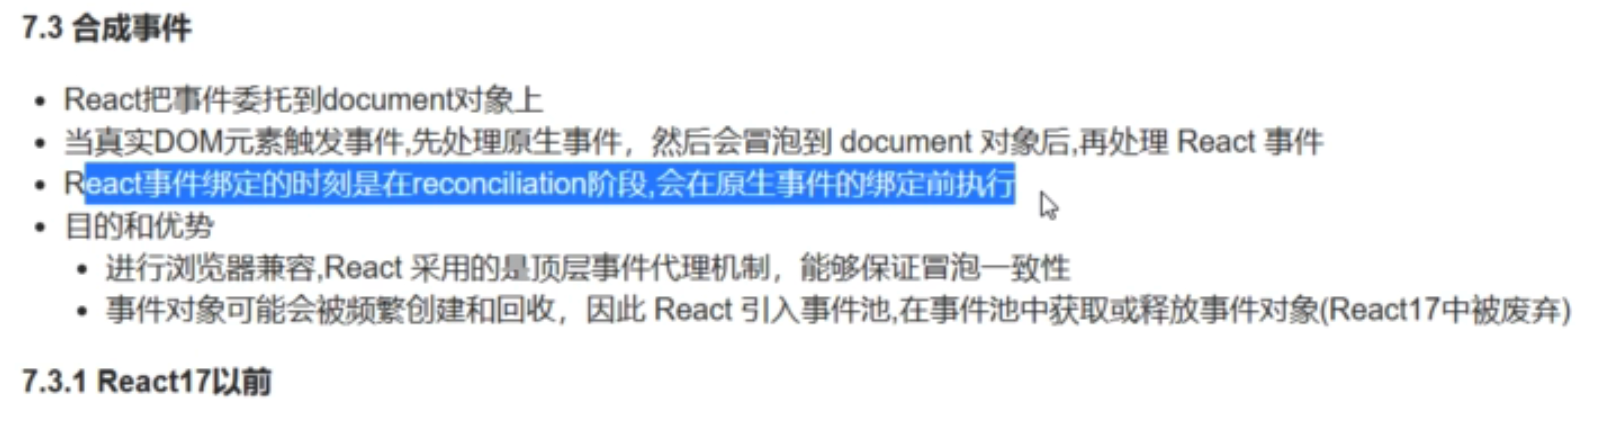 7.3 合成事件
• React把事件委托到document对象上
• 当真实DOM元素触发事件,先处理原生事件，然后会冒泡到 document 对象后,再处理 React 事件
• React事件绑定的时刻是在reconciliation阶段,会在原生事件的绑定前执行
• 目的和优势
• 进行浏览器兼容,React 采用的是顶层事件代理机制，能够保证冒泡一致性
• 事件对象可能会被频繁创建和回收，因此 React 引入事件池,在事件池中获取或释放事件对象(React17中被废弃)
7.3.1 React17以前